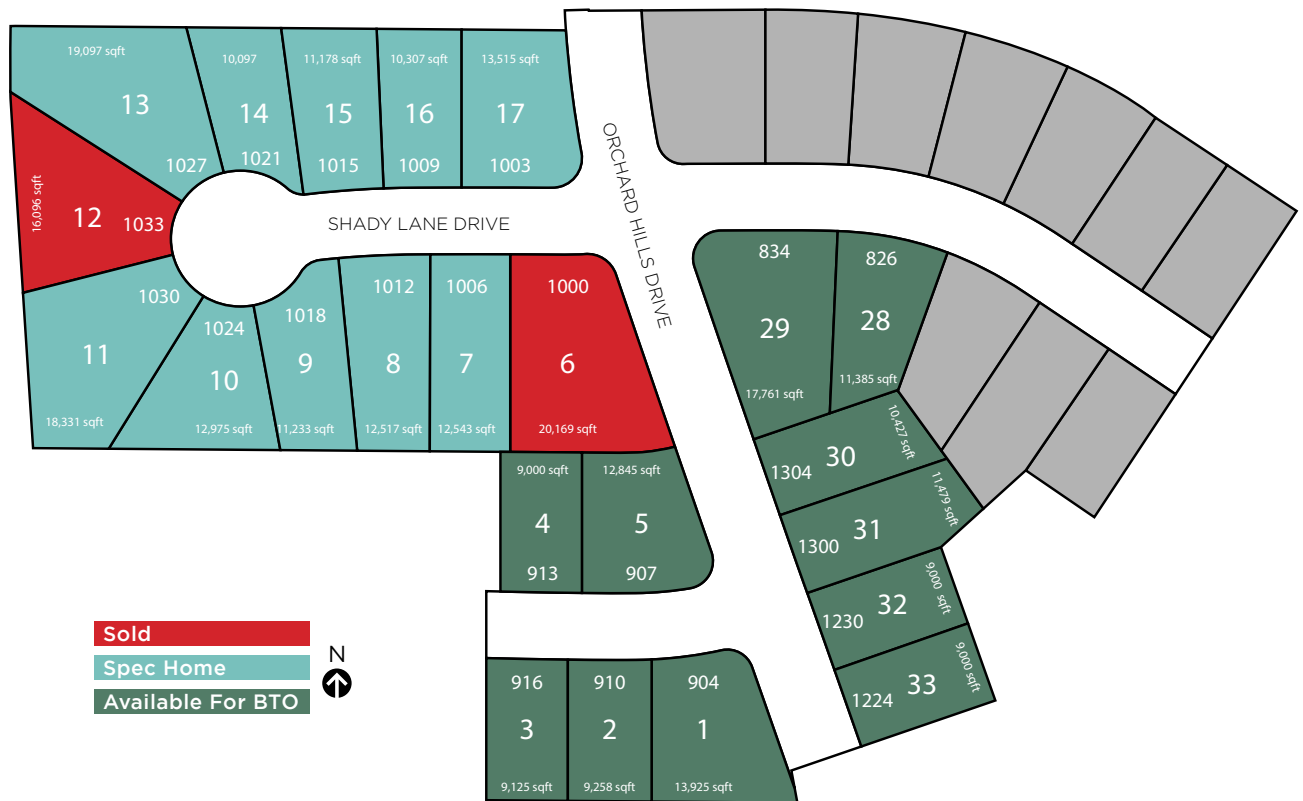 19,097 sqft
13
1027
10,097
14
1021
11,178 sqft
15
1015
10,307 sqft
16
1009
13,515 sqft
17
1003
16,096 sqft
12
1033
SHADY LANE DRIVE
ORCHARD HILLS DRIVE
1030
11
18,331 sqft
1024
10
12,975 sqft
1018
9
11,233 sqft
1012
8
12,517 sqft
1006
7
12,543 sqft
1000
6
20,169 sqft
834
29
17,761 sqft
826
28
11,385 sqft
10,427 sqft
30
1304
11,479 sqft
31
1300
9,000 sqft
32
1230
9,000 sqft
33
1224
9,000 sqft
4
913
12,845 sqft
5
907
916
3
9,125 sqft
910
2
9,258 sqft
904
1
13,925 sqft
Sold
Spec Home
Available For BTO
N